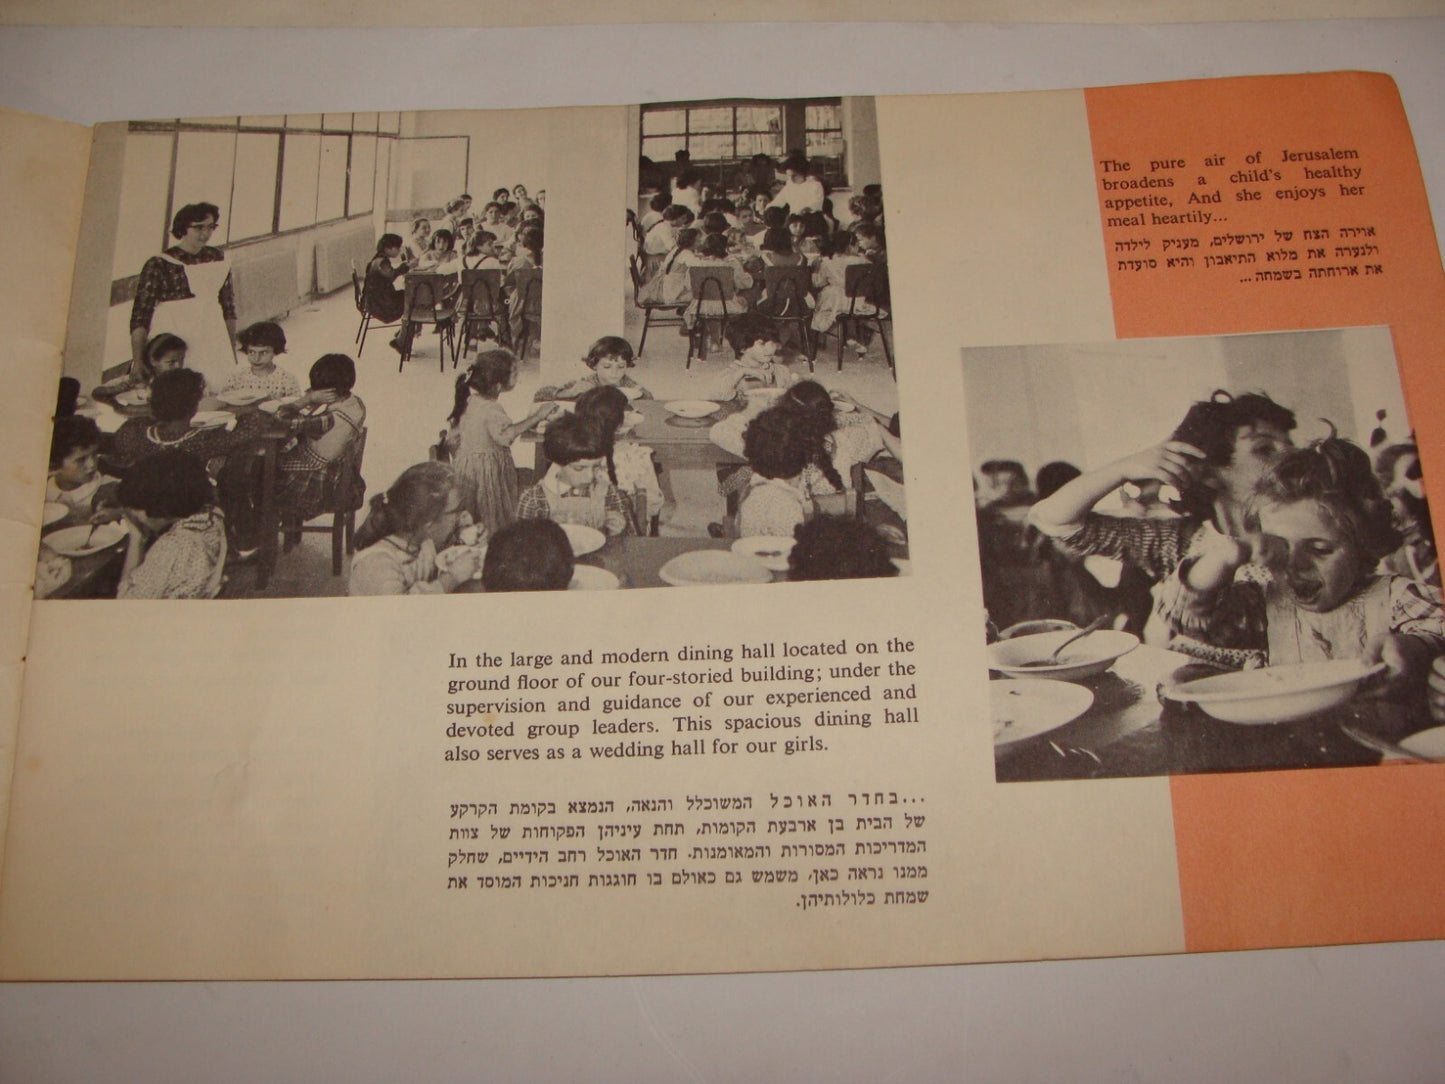 The pure air of Jerusalem
broadens a child's healthy
appetite, And she enjoys her
meal heartily...
אוירה הצח של ירושלים, מעניק לילדה
ולנערה את מלוא התיאבון והיא סועדת
את ארוחתה בשמחה...
In the large and modern dining hall located on the
ground floor of our four-storied building; under the
supervision and guidance of our experienced and
devoted group leaders. This spacious dining hall
also serves as a wedding hall for our girls.
...בחדר האוכל המשוכלל והנאה, הנמצא בקומת הקרקע
של הבית בן ארבעת הקומות, תחת עיניהן הפקוחות של צוות
המדריכות המסורות והמאומנות. חדר האוכל רחב הידיים, שחלק
ממנו נראה כאן, משמש גם כאולם בו חוגגות חניכות המוסד את
שמחת כלולותיהן.